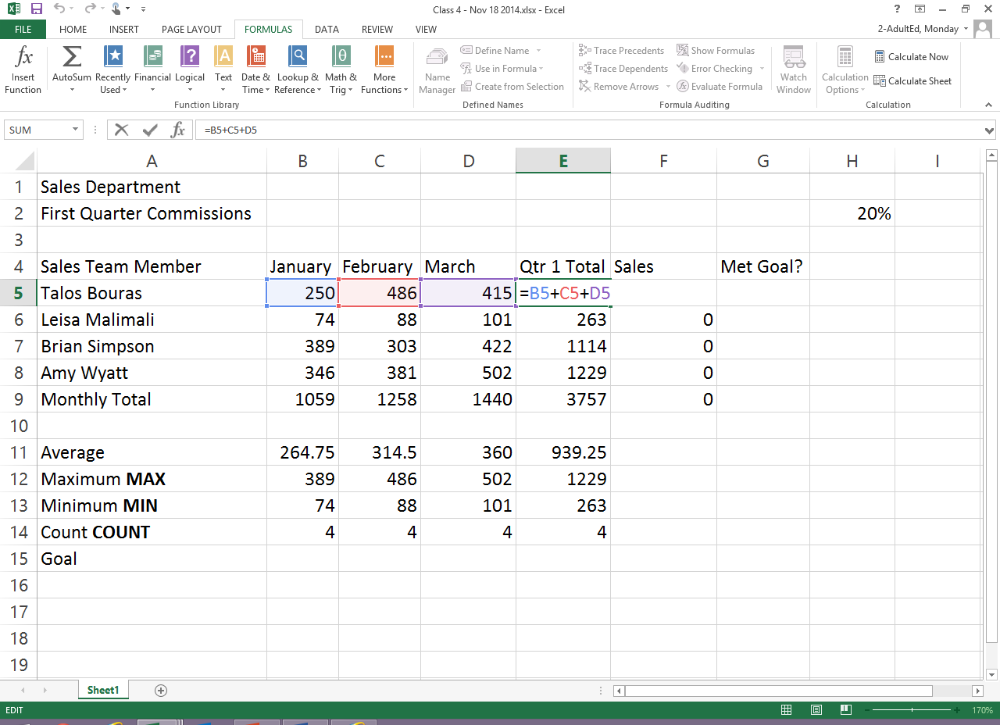 Class 4 - Nov 18 2014.xlsx - Excel
?
FILE HOME INSERT PAGE LAYOUT FORMULAS DATA REVIEW VIEW 2-AdultEd, Monday
fx Insert Function
Σ AutoSum
Recently Used
Financial
? Logical
A Text
Date & Time
Lookup & Reference
θ Math & Trig
More Functions
Function Library
Name Manager
Define Name
Use in Formula
Create from Selection
Defined Names
Trace Precedents
Trace Dependents
Remove Arrows
Show Formulas
Error Checking
Evaluate Formula
Formula Auditing
Watch Window
Calculation Options
Calculate Now
Calculate Sheet
Calculation
SUM fx =B5+C5+D5
A B C D E F G H I
1 Sales Department
2 First Quarter Commissions 20%
3
4 Sales Team Member January February March Qtr 1 Total Sales Met Goal?
5 Talos Bouras 250 486 415 =B5+C5+D5
6 Leisa Malimali 74 88 101 263 0
7 Brian Simpson 389 303 422 1114 0
8 Amy Wyatt 346 381 502 1229 0
9 Monthly Total 1059 1258 1440 3757 0
10
11 Average 264.75 314.5 360 939.25
12 Maximum MAX 389 486 502 1229
13 Minimum MIN 74 88 101 263
14 Count COUNT 4 4 4 4
15 Goal
16
17
18
19
Sheet1
EDIT 170%